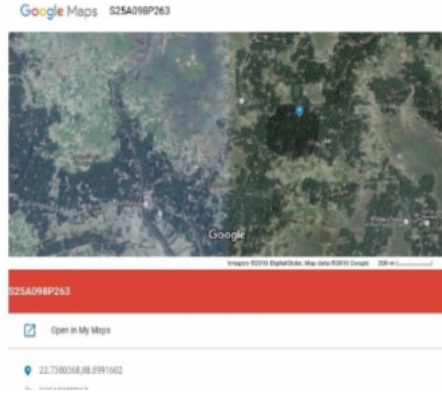 Google Maps S25A098P263
Google
Imagery ©2016 DigitalGlobe, Map data ©2016 Google 200 m
S25A098P263
Open in My Maps
22.7380368,88.5991602